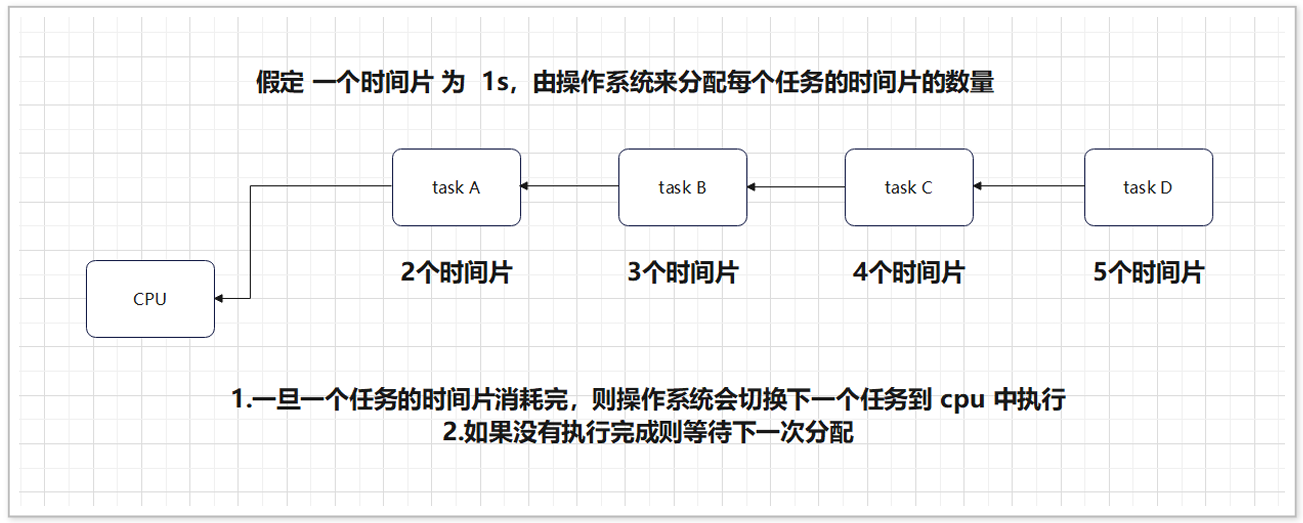 假定 一个时间片 为 1s，由操作系统来分配每个任务的时间片的数量
task A
task B
task C
task D
2个时间片
3个时间片
4个时间片
5个时间片
CPU
1.一旦一个任务的时间片消耗完，则操作系统会切换下一个任务到 cpu 中执行
2.如果没有执行完成则等待下一次分配